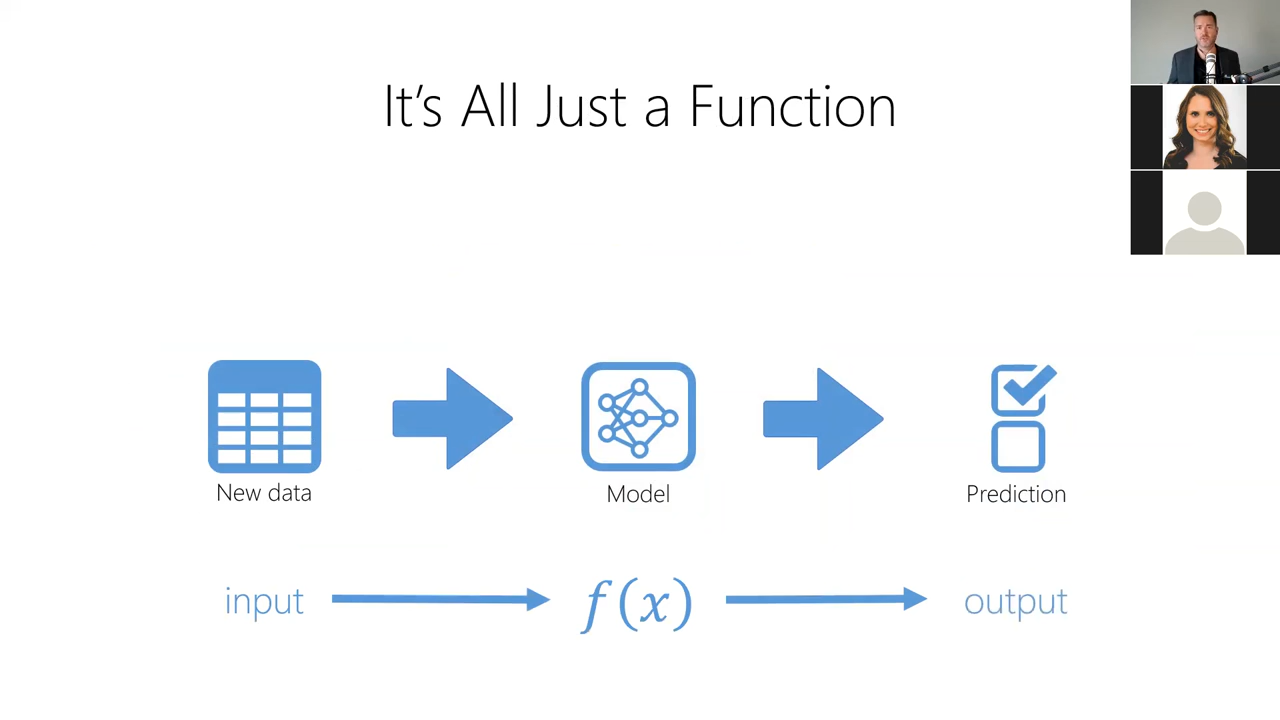 It's All Just a Function
New data
Model
Prediction
input
f(x)
output